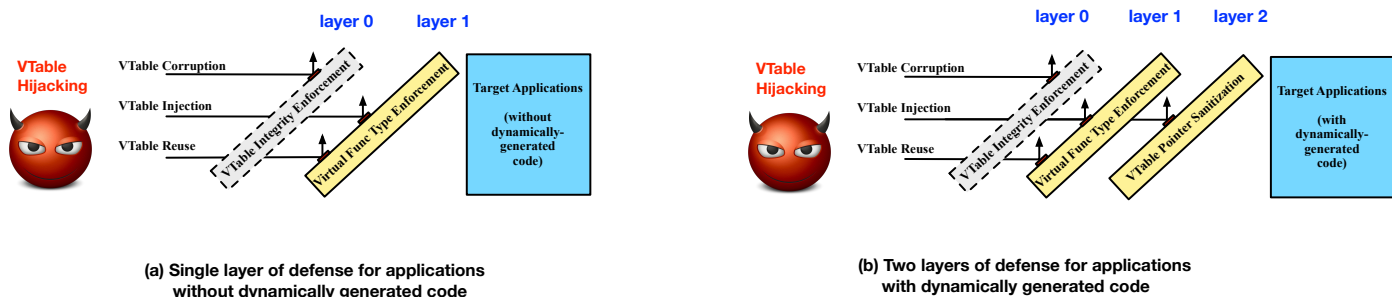 layer 0
layer 1
VTable
Hijacking
VTable Corruption
VTable Injection
VTable Reuse
VTable Integrity Enforcement
Virtual Func Type Enforcement
Target Applications
(without
dynamically-
generated
code)
(a) Single layer of defense for applications
without dynamically generated code
layer 0
layer 1
layer 2
VTable
Hijacking
VTable Corruption
VTable Injection
VTable Reuse
VTable Integrity Enforcement
Virtual Func Type Enforcement
VTable Pointer Sanitization
Target Applications
(with
dynamically-
generated
code)
(b) Two layers of defense for applications
with dynamically generated code